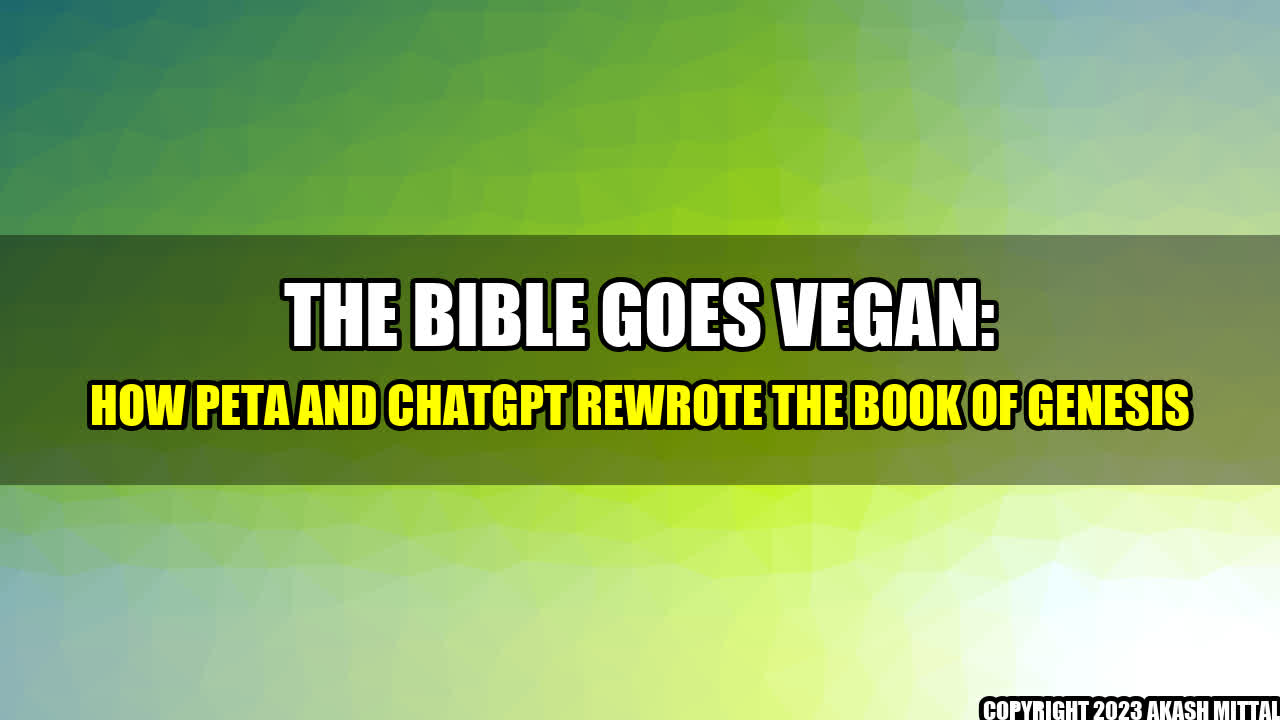 THE BIBLE GOES VEGAN:
HOW PETA AND CHATGPT REWROTE THE BOOK OF GENESIS
COPYRIGHT 2023 AKASH MITTAL